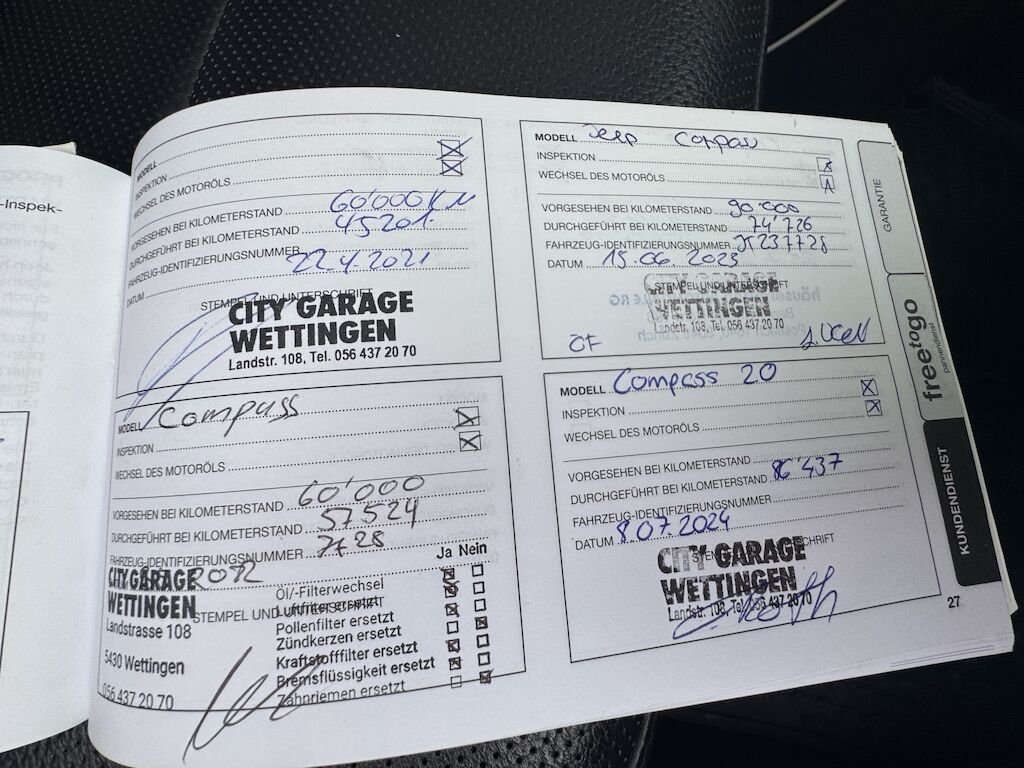 -Inspek-
MODELL
INSPEKTION
WECHSEL DES MOTORÖLS
VORGESEHEN BEI KILOMETERSTAND 60'000 KM
DURCHGEFÜHRT BEI KILOMETERSTAND 45201
FAHRZEUG-IDENTIFIZIERUNGSNUMMER
DATUM 22.4.2021
STEMPEL UND UNTERSCHRIFT
CITY GARAGE
WETTINGEN
Landstr. 108, Tel. 056 437 20 70
MODELL Compass
INSPEKTION
WECHSEL DES MOTORÖLS
VORGESEHEN BEI KILOMETERSTAND 60'000
DURCHGEFÜHRT BEI KILOMETERSTAND 57524
FAHRZEUG-IDENTIFIZIERUNGSNUMMER 7728
CITY GARAGE
WETTINGEN
Landstrasse 108
5430 Wettingen
056 437 20 70
STEMPEL UND UNTERSCHRIFT
Ja Nein
Öl-/Filterwechsel
Luftfilter ersetzt
Pollenfilter ersetzt
Zündkerzen ersetzt
Kraftstofffilter ersetzt
Bremsflüssigkeit ersetzt
Zahnriemen ersetzt
MODELL Jeep Compass
INSPEKTION
WECHSEL DES MOTORÖLS
VORGESEHEN BEI KILOMETERSTAND 90'000
DURCHGEFÜHRT BEI KILOMETERSTAND 74'726
FAHRZEUG-IDENTIFIZIERUNGSNUMMER 75237728
DATUM 15.06.2023
STEMPEL UND UNTERSCHRIFT
CITY GARAGE
WETTINGEN
Landstr. 108, Tel. 056 437 20 70
MODELL Compass 20
INSPEKTION
WECHSEL DES MOTORÖLS
VORGESEHEN BEI KILOMETERSTAND
DURCHGEFÜHRT BEI KILOMETERSTAND 86'437
FAHRZEUG-IDENTIFIZIERUNGSNUMMER
DATUM 8.07.2024
STEMPEL UND UNTERSCHRIFT
CITY GARAGE
WETTINGEN
Landstr. 108, Tel. 056 437 20 70
GARANTIE
freetogo
pannendienst
KUNDENDIENST
27